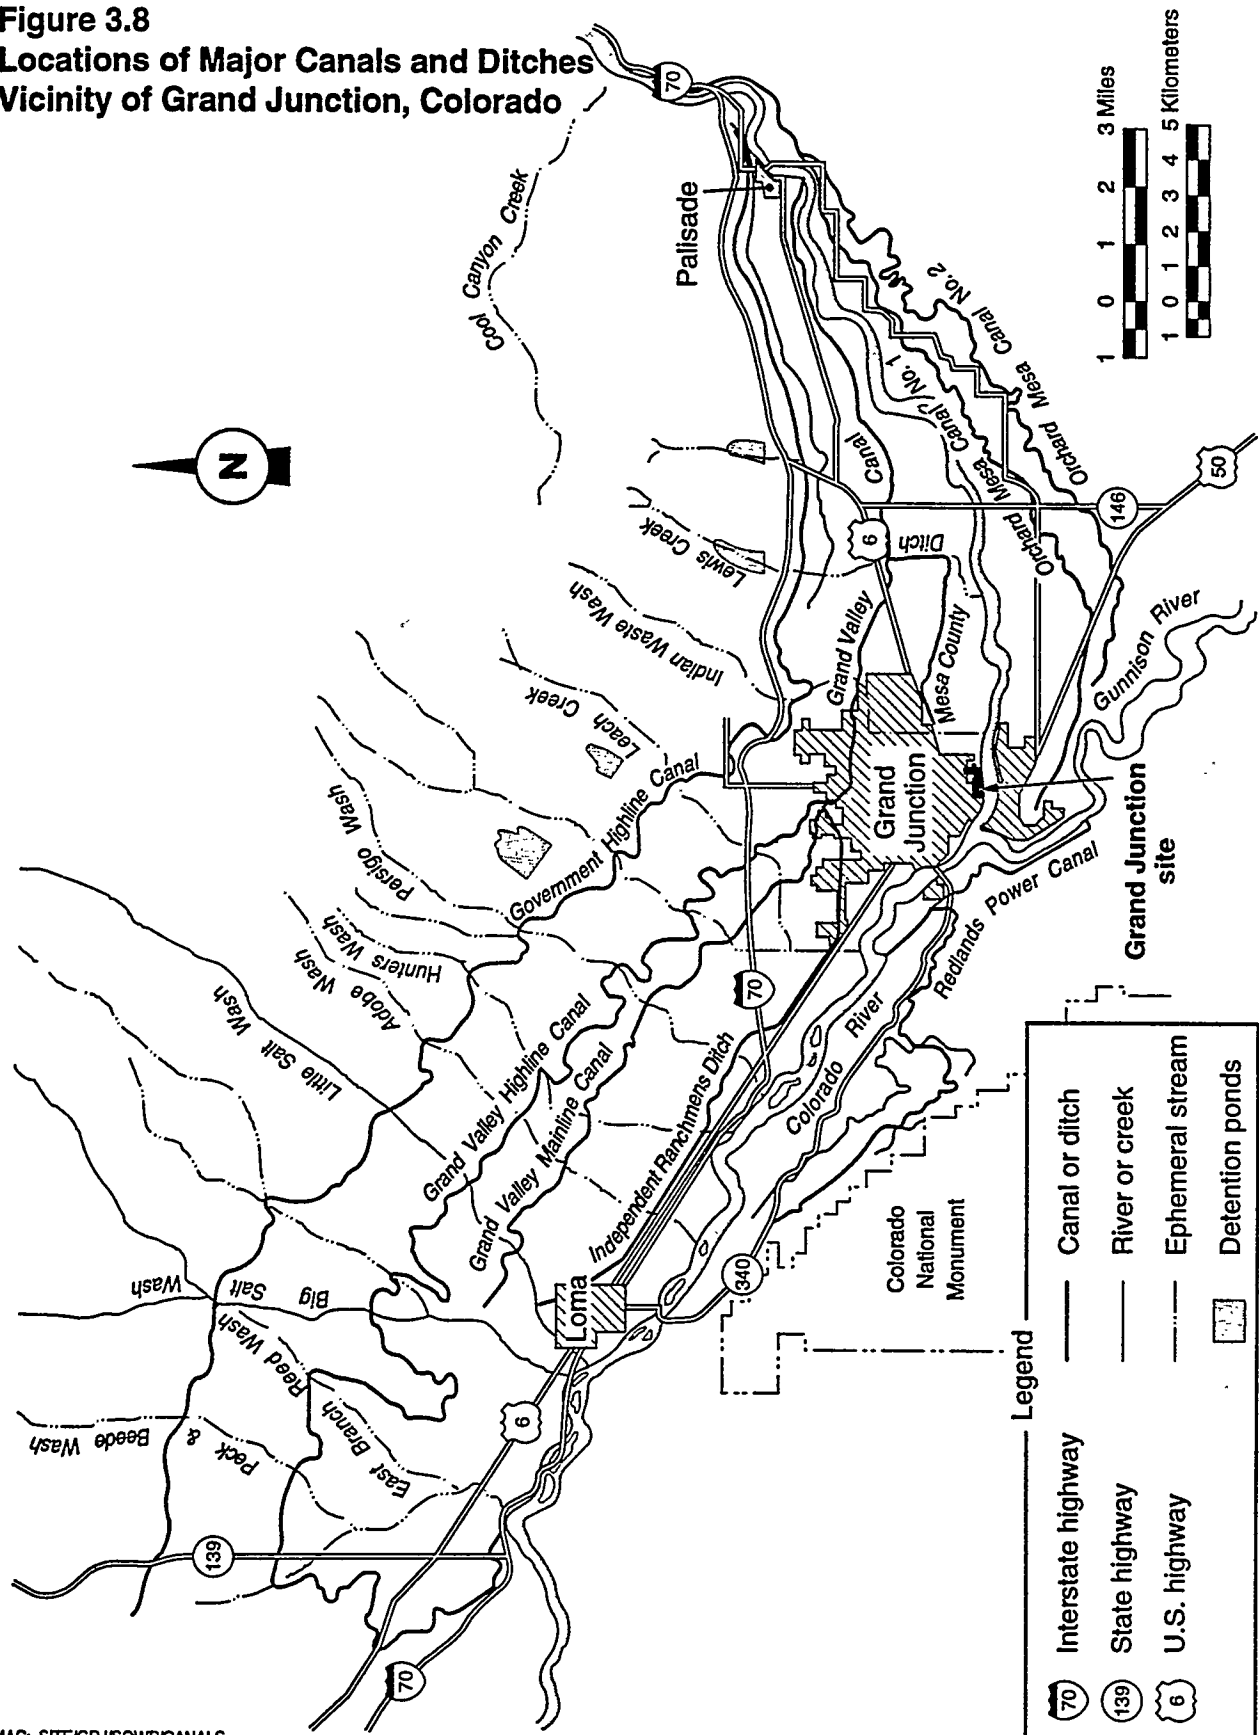 Figure 3.8
Locations of Major Canals and Ditches
Vicinity of Grand Junction, Colorado
70
Cool Canyon Creek
Palisade
3 Miles
2
1
0
1
5 Kilometers
4
3
2
1
0
1
N
Orchard Mesa Canal No. 2
Orchard Mesa Canal No. 1
Canal
50
146
6
Ditch
Lewis Creek
Indian Waste Wash
Grand Valley
Mesa County
Gunnison River
Leach Creek
Government Highline Canal
Persigo Wash
Hunters Wash
Adobe Wash
Little Salt Wash
Grand
Junction
Grand Junction
site
Redlands Power Canal
70
Grand Valley Highline Canal
Grand Valley Mainline Canal
Independent Ranchmens Ditch
Colorado River
Colorado
National
Monument
340
Loma
Big Salt Wash
Reed Wash
East Branch
Peck & Beede Wash
6
139
70
Legend
70 Interstate highway
139 State highway
6 U.S. highway
Canal or ditch
River or creek
Ephemeral stream
Detention ponds